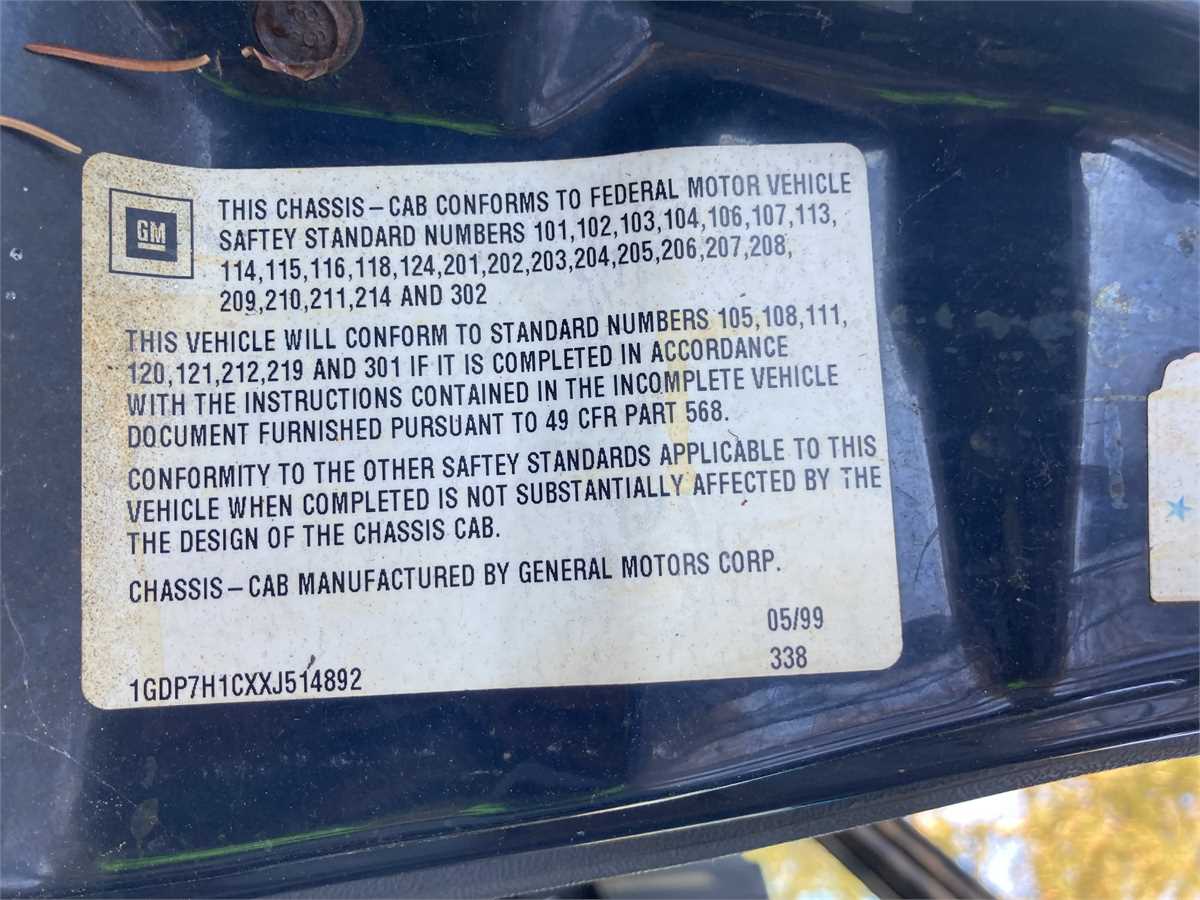 GM
THIS CHASSIS-CAB CONFORMS TO FEDERAL MOTOR VEHICLE
SAFTEY STANDARD NUMBERS 101,102,103,104,106,107,113,
114,115,116,118,124,201,202,203,204,205,206,207,208,
209,210,211,214 AND 302
THIS VEHICLE WILL CONFORM TO STANDARD NUMBERS 105,108,111,
120,121,212,219 AND 301 IF IT IS COMPLETED IN ACCORDANCE
WITH THE INSTRUCTIONS CONTAINED IN THE INCOMPLETE VEHICLE
DOCUMENT FURNISHED PURSUANT TO 49 CFR PART 568.
CONFORMITY TO THE OTHER SAFTEY STANDARDS APPLICABLE TO THIS
VEHICLE WHEN COMPLETED IS NOT SUBSTANTIALLY AFFECTED BY THE
THE DESIGN OF THE CHASSIS CAB.
CHASSIS-CAB MANUFACTURED BY GENERAL MOTORS CORP.
05/99
338
1GDP7H1CXXJ514892